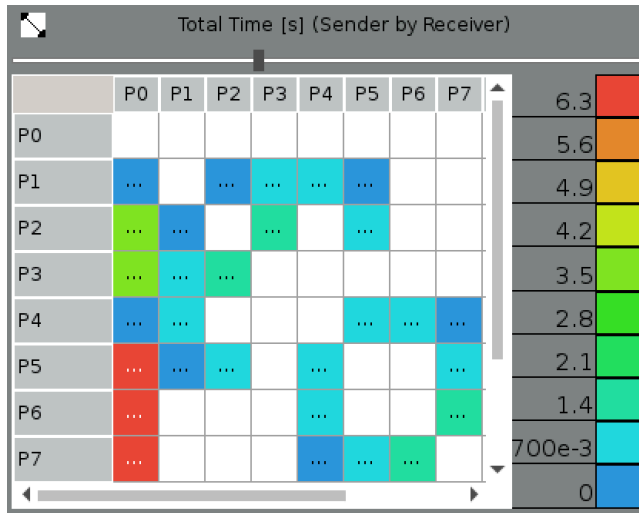 Total Time [s] (Sender by Receiver)
P0 P1 P2 P3 P4 P5 P6 P7
P0
P1 ... ... ... ... ...
P2 ... ... ... ...
P3 ... ... ...
P4 ... ... ... ... ...
P5 ... ... ... ... ...
P6 ... ... ...
P7 ... ... ... ...
6.3
5.6
4.9
4.2
3.5
2.8
2.1
1.4
700e-3
0